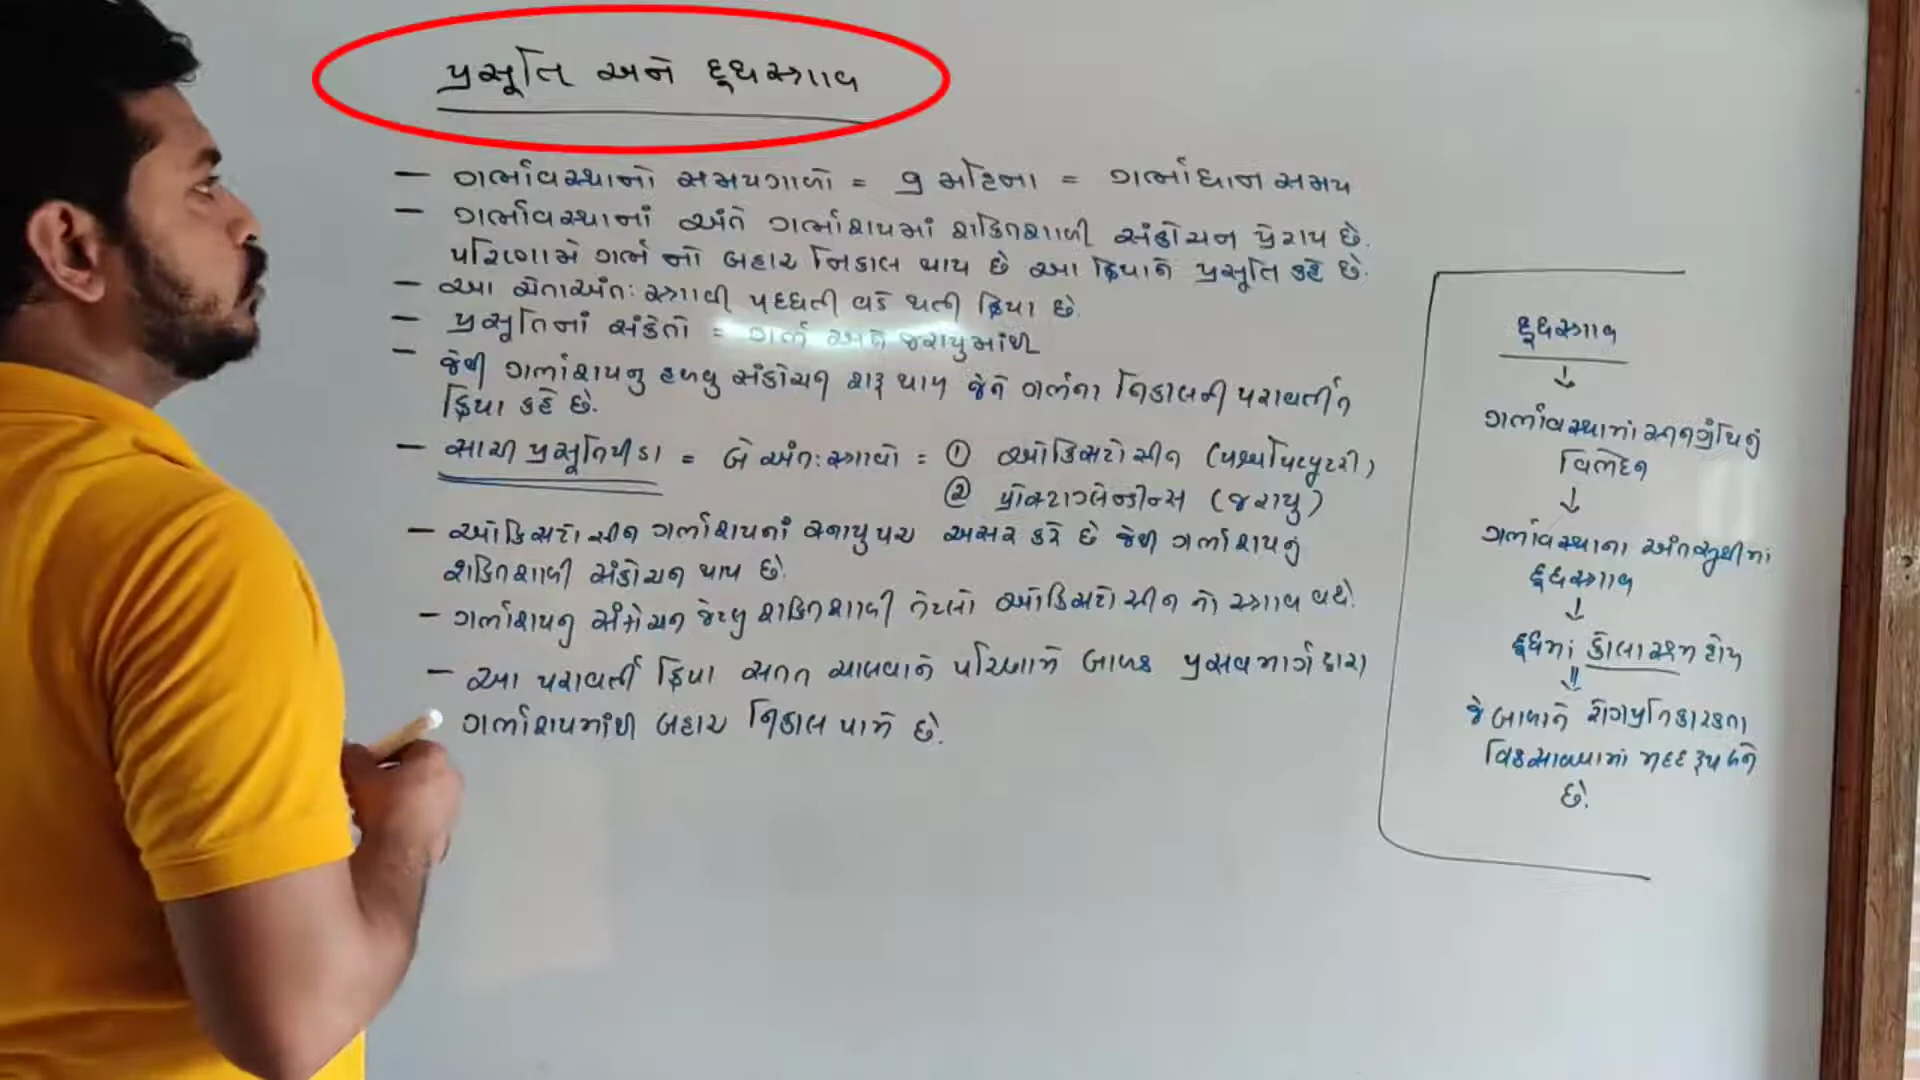 પ્રસૂતિ અને દૂધસ્ત્રાવ
– ગર્ભાવસ્થાનો સમયગાળો = ૯ મહિના = ગર્ભાધાન સમય
– ગર્ભાવસ્થાનાં અંતે ગર્ભાશયમાં શક્તિશાળી સંકોચન પ્રેરાય છે.
પરિણામે ગર્ભ નો બહાર નિકાલ થાય છે આ ક્રિયાને પ્રસૂતિ કહે છે.
– આ ચેતાઅંતઃસ્ત્રાવી પધ્ધતી વડે થતી ક્રિયા છે.
– પ્રસૂતિનાં સંકેતો = ગર્ભ અને જરાયુમાંથી
– જેથી ગર્ભાશયનુ હળવુ સંકોચન શરૂ થાય જેને ગર્ભના નિકાલની પરાવર્તીત
ક્રિયા કહે છે.
– સાચી પ્રસૂતિપીડા = બે અંતઃસ્ત્રાવો = ① ઓક્સિટોસીન (પશ્ચપિટ્યુટરી)
② પ્રોસ્ટાગ્લેન્ડીન્સ (જરાયુ)
– ઓક્સિટોસીન ગર્ભાશયનાં સ્નાયુ પર અસર કરે છે જેથી ગર્ભાશયનું
શક્તિશાળી સંકોચન થાય છે.
– ગર્ભાશયનુ સંકોચન જેટલુ શક્તિશાળી તેટલો ઓક્સિટોસીન નો સ્ત્રાવ વધે.
– આ પરાવર્તી ક્રિયા સતત ચાલવાને પરિણામે બાળક પ્રસવમાર્ગ દ્વારા
ગર્ભાશયમાંથી બહાર નિકાલ પામે છે.
દૂધસ્ત્રાવ
↓
ગર્ભાવસ્થામાં સ્તનગ્રંથિનું
વિભેદન
↓
ગર્ભાવસ્થાના અંત સુધીમાં
દૂધસ્ત્રાવ
↓
દૂધમાં કોલોસ્ટ્રમ હોય
⇓
જે બાળાને રોગપ્રતિકારકતા
વિકસાવવામાં મદદરૂપ બને
છે.